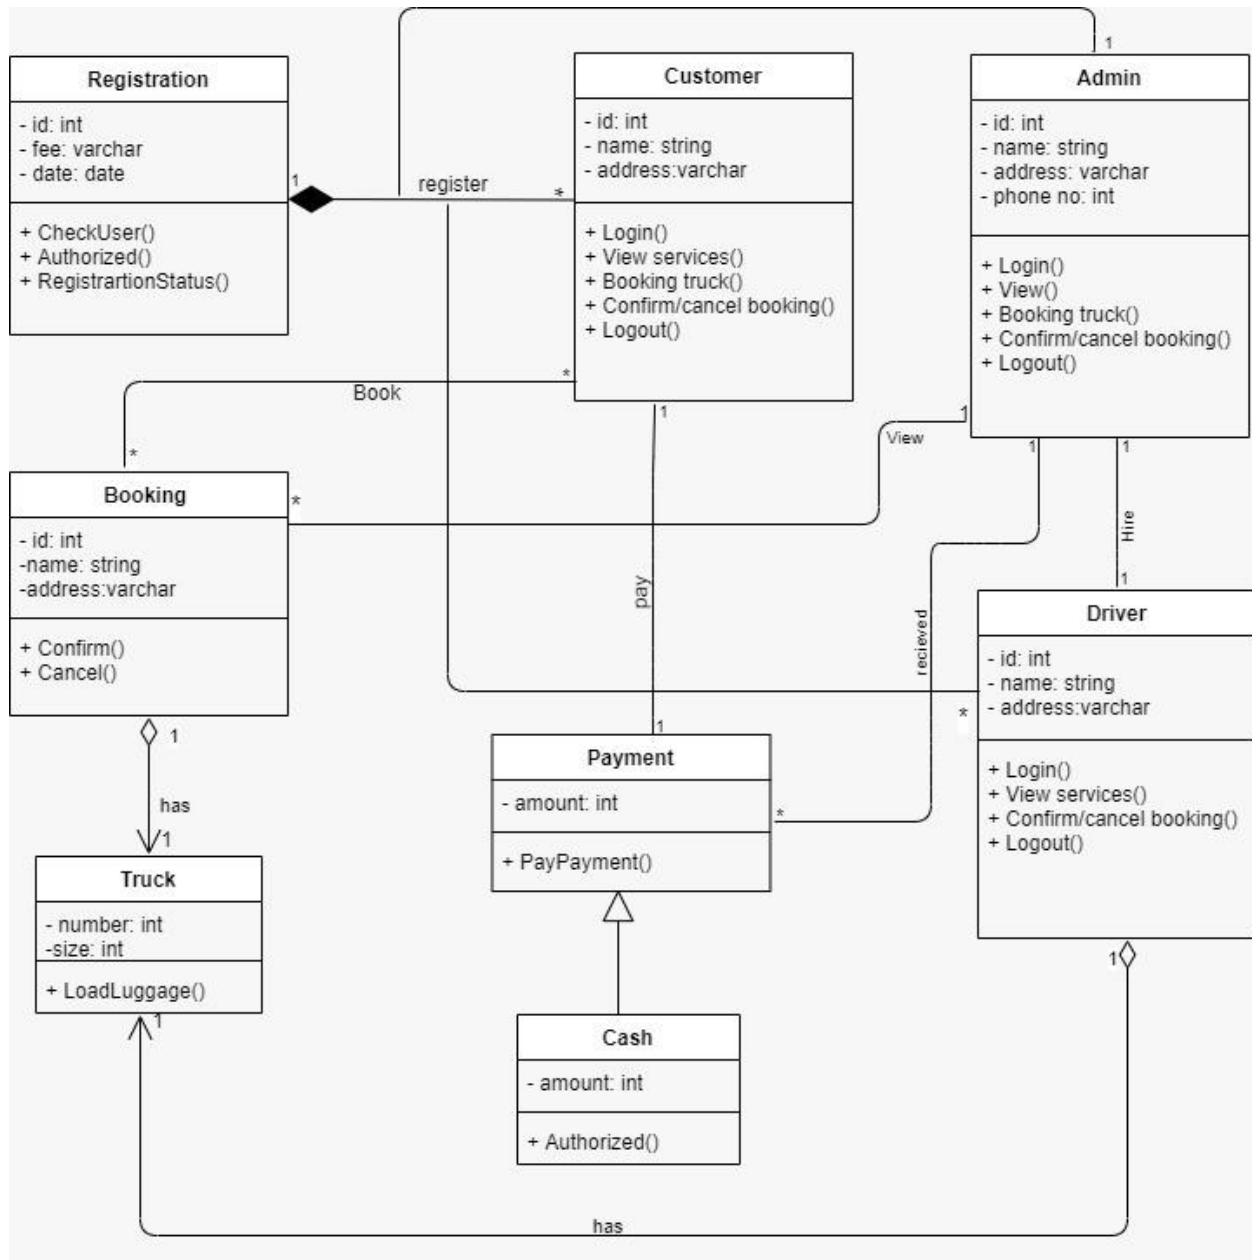 1
Registration
- id: int
- fee: varchar
- date: date
+ CheckUser()
+ Authorized()
+ RegistrartionStatus()
1
register
*
Customer
- id: int
- name: string
- address:varchar
+ Login()
+ View services()
+ Booking truck()
+ Confirm/cancel booking()
+ Logout()
Admin
- id: int
- name: string
- address: varchar
- phone no: int
+ Login()
+ View()
+ Booking truck()
+ Confirm/cancel booking()
+ Logout()
*
Book
*
1
1
View
*
1
1
Hire
1
pay
recieved
Booking
- id: int
-name: string
-address:varchar
+ Confirm()
+ Cancel()
Driver
- id: int
- name: string
- address:varchar
+ Login()
+ View services()
+ Confirm/cancel booking()
+ Logout()
*
1
has
1
1
Payment
- amount: int
+ PayPayment()
*
Truck
- number: int
-size: int
+ LoadLuggage()
1
Cash
- amount: int
+ Authorized()
1
has